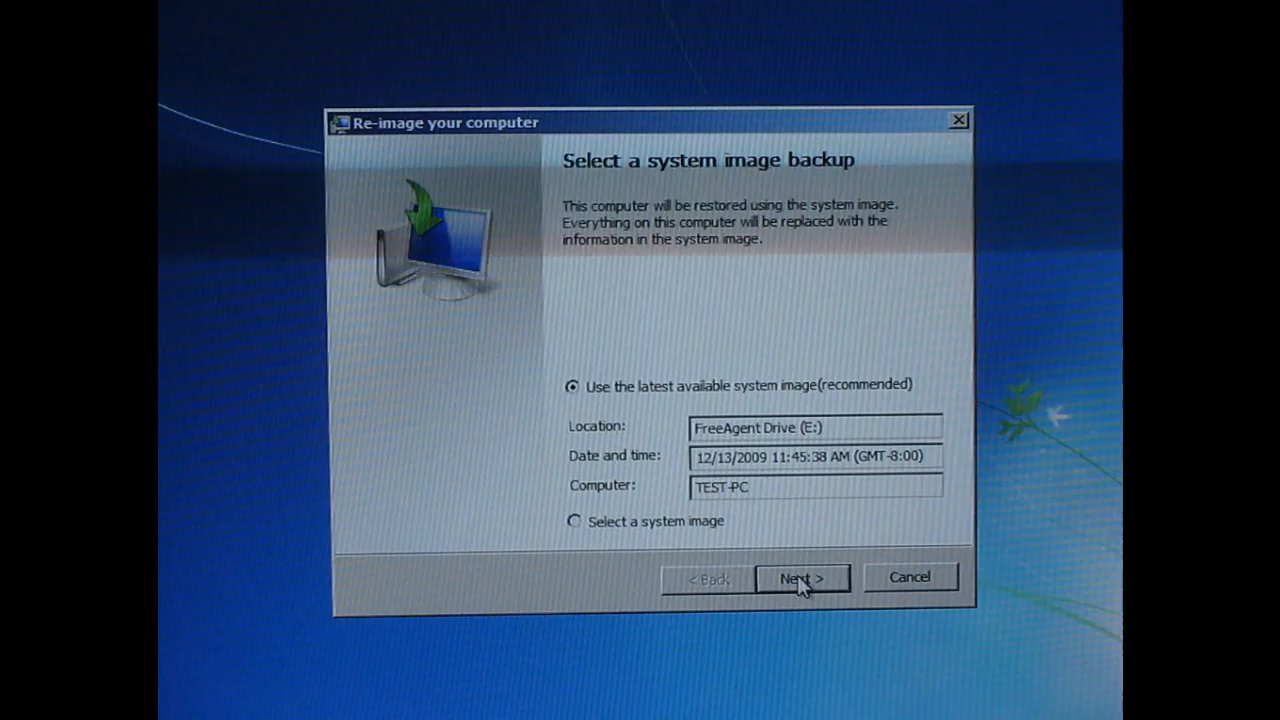 Re-image your computer
Select a system image backup
This computer will be restored using the system image.
Everything on this computer will be replaced with the
information in the system image.
Use the latest available system image(recommended)
Location: FreeAgent Drive (E:)
Date and time: 12/13/2009 11:45:38 AM (GMT-8:00)
Computer: TEST-PC
Select a system image
< Back Next > Cancel